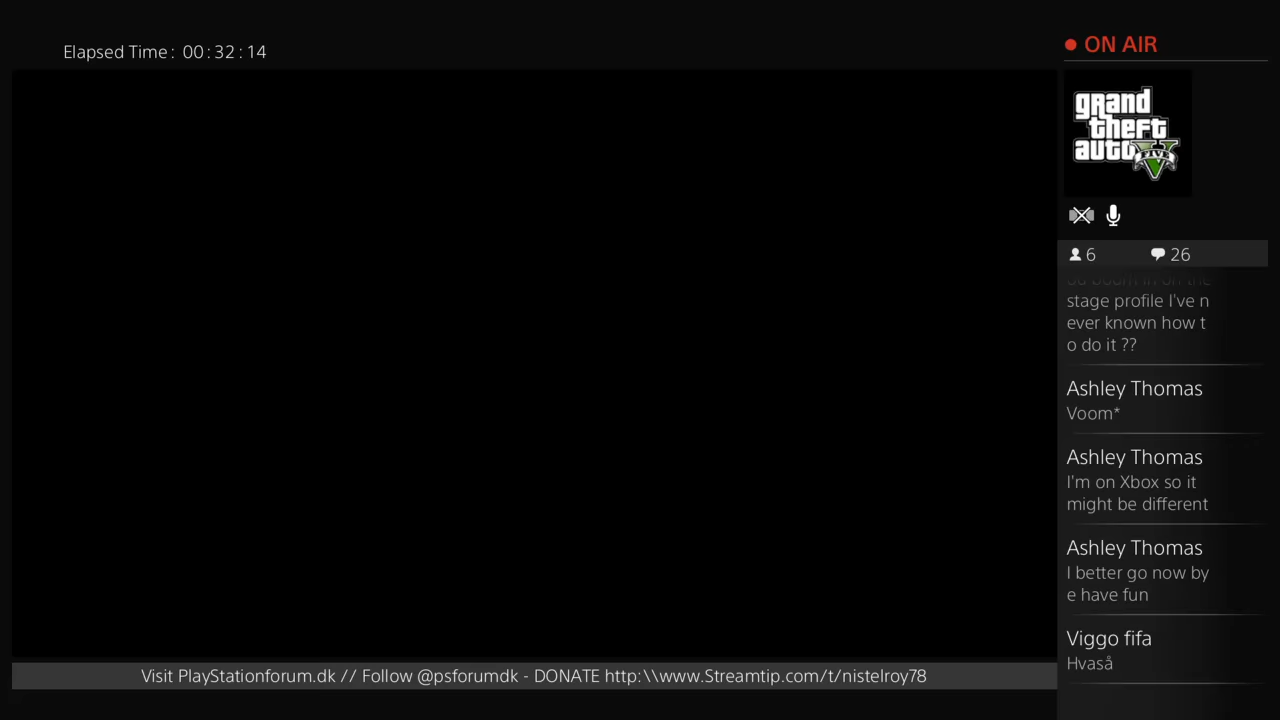 Elapsed Time: 00:32:14
ON AIR
grand
theft
auto
FIVE
6 26
stage profile I've n
ever known how t
o do it ??
Ashley Thomas
Voom*
Ashley Thomas
I'm on Xbox so it
might be different
Ashley Thomas
I better go now by
e have fun
Viggo fifa
Hvaså
Visit PlayStationforum.dk // Follow @psforumdk - DONATE http:\\www.Streamtip.com/t/nistelroy78